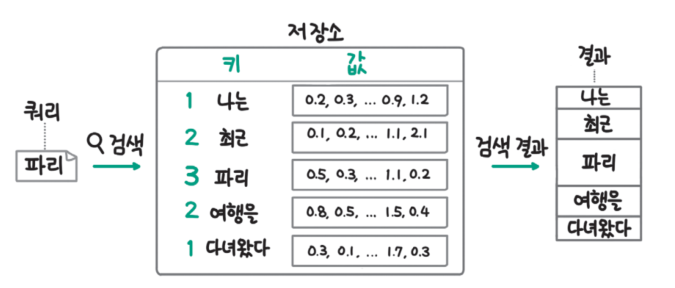 저장소
키 값
쿼리
파리
검색
1 나는 0.2, 0.3, ... 0.9, 1.2
2 최근 0.1, 0.2, ... 1.1, 2.1
3 파리 0.5, 0.3, ... 1.1, 0.2
2 여행을 0.8, 0.5, ... 1.5, 0.4
1 다녀왔다 0.3, 0.1, ... 1.7, 0.3
검색 결과
결과
나는
최근
파리
여행을
다녀왔다